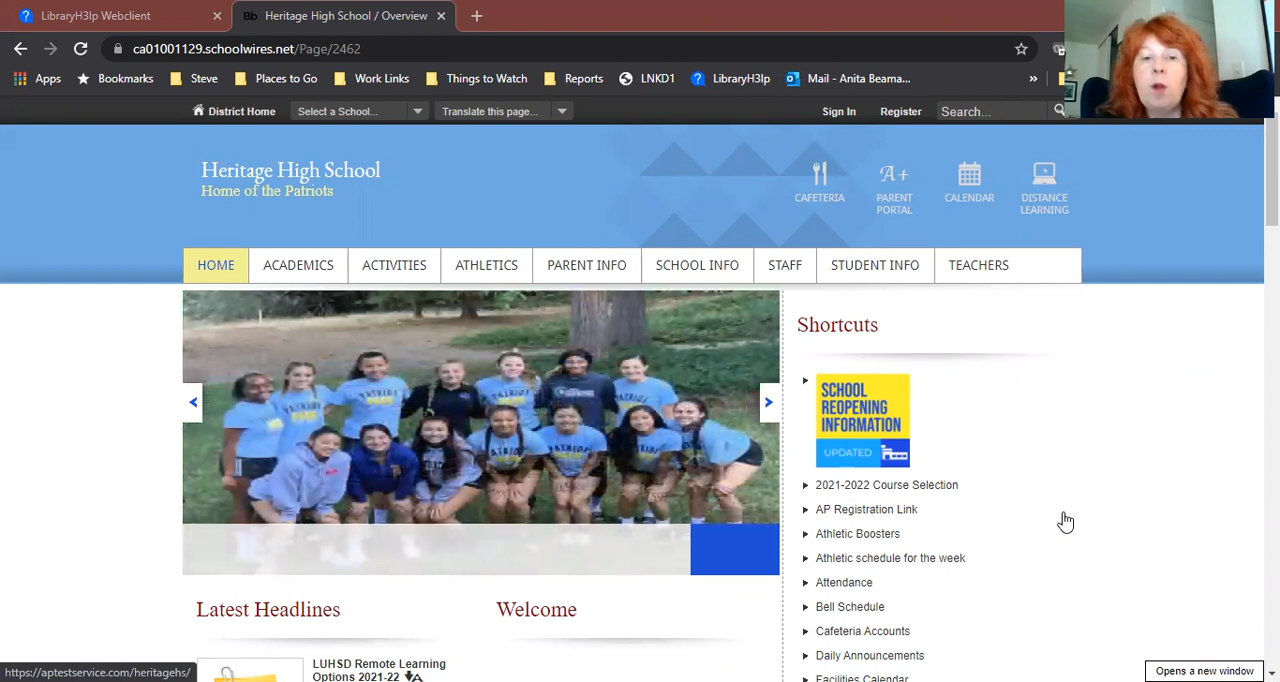 LibraryH3lp Webclient
Heritage High School / Overview
ca01001129.schoolwires.net/Page/2462
Apps Bookmarks Steve Places to Go Work Links Things to Watch Reports LNKD1 LibraryH3lp Mail - Anita Beama... »
District Home Select a School... Translate this page... Sign In Register Search...
Heritage High School
Home of the Patriots
CAFETERIA
A+
PARENT
PORTAL
CALENDAR
DISTANCE
LEARNING
HOME ACADEMICS ACTIVITIES ATHLETICS PARENT INFO SCHOOL INFO STAFF STUDENT INFO TEACHERS
Shortcuts
SCHOOL
REOPENING
INFORMATION
UPDATED
2021-2022 Course Selection
AP Registration Link
Athletic Boosters
Athletic schedule for the week
Attendance
Bell Schedule
Cafeteria Accounts
Daily Announcements
Facilities Calendar
Latest Headlines
LUHSD Remote Learning
Options 2021-22
Welcome
https://aptestservice.com/heritagehs/
Opens a new window